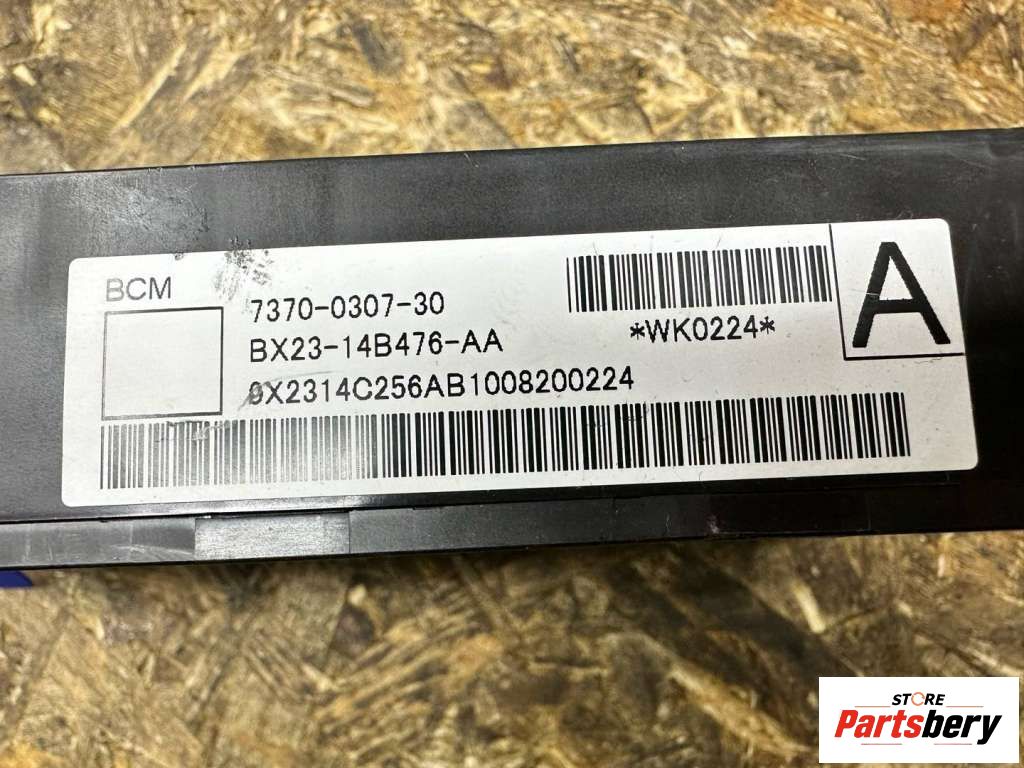 BCM
7370-0307-30
BX23-14B476-AA
9X2314C256AB1008200224
*WK0224*
A
STORE
Partsbery